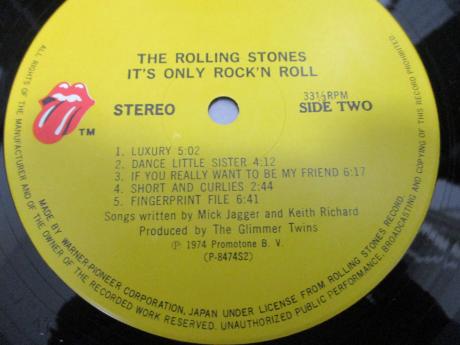 THE ROLLING STONES
IT'S ONLY ROCK'N ROLL
STEREO
33⅓RPM
SIDE TWO
TM
1. LUXURY 5:02
2. DANCE LITTLE SISTER 4:12
3. IF YOU REALLY WANT TO BE MY FRIEND 6:17
4. SHORT AND CURLIES 2:44
5. FINGERPRINT FILE 6:41
Songs written by Mick Jagger and Keith Richard
Produced by The Glimmer Twins
Ⓟ 1974 Promotone B. V.
(P-8474S2)
MADE BY WARNER-PIONEER CORPORATION, JAPAN UNDER LICENSE FROM ROLLING STONES RECORD.
ALL RIGHTS OF THE MANUFACTURER AND OF THE OWNER OF THE RECORDED WORK RESERVED. UNAUTHORIZED PUBLIC PERFORMANCE, BROADCASTING AND COPYING OF THIS RECORD PROHIBITED.